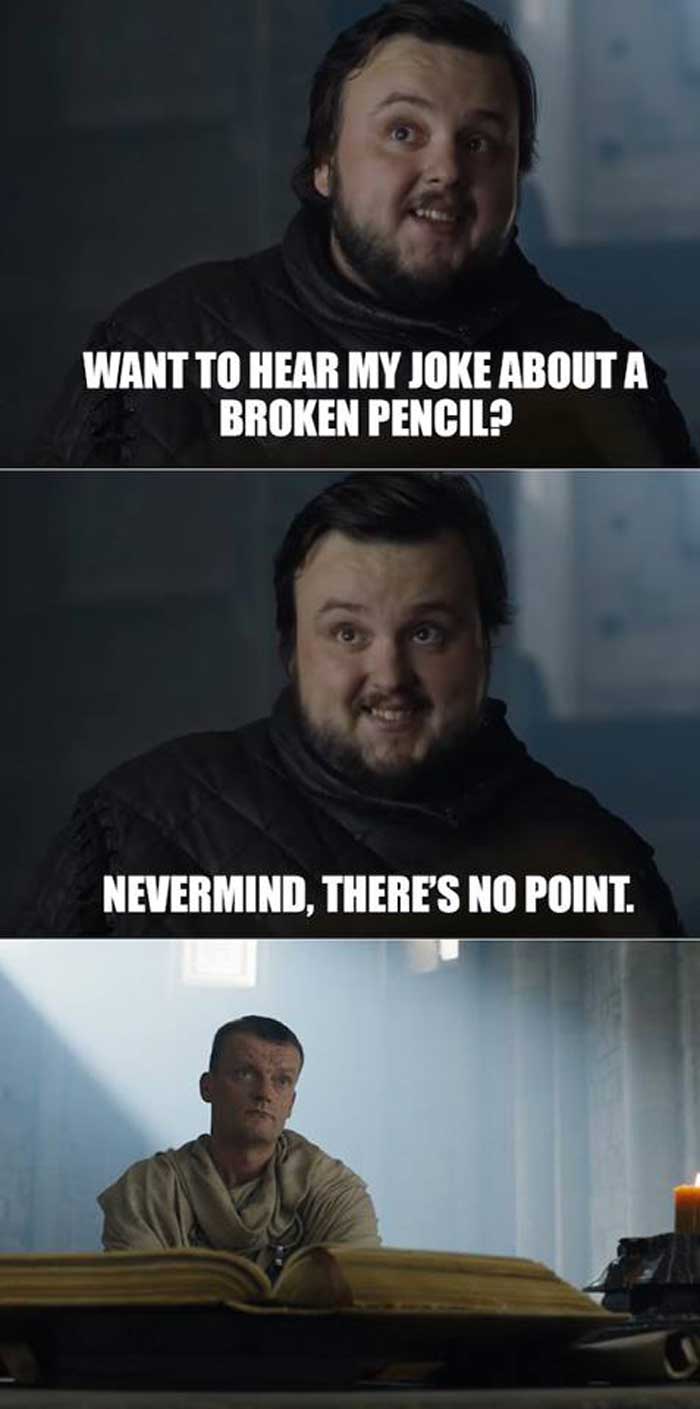 WANT TO HEAR MY JOKE ABOUT A
BROKEN PENCIL?
NEVERMIND, THERE'S NO POINT.